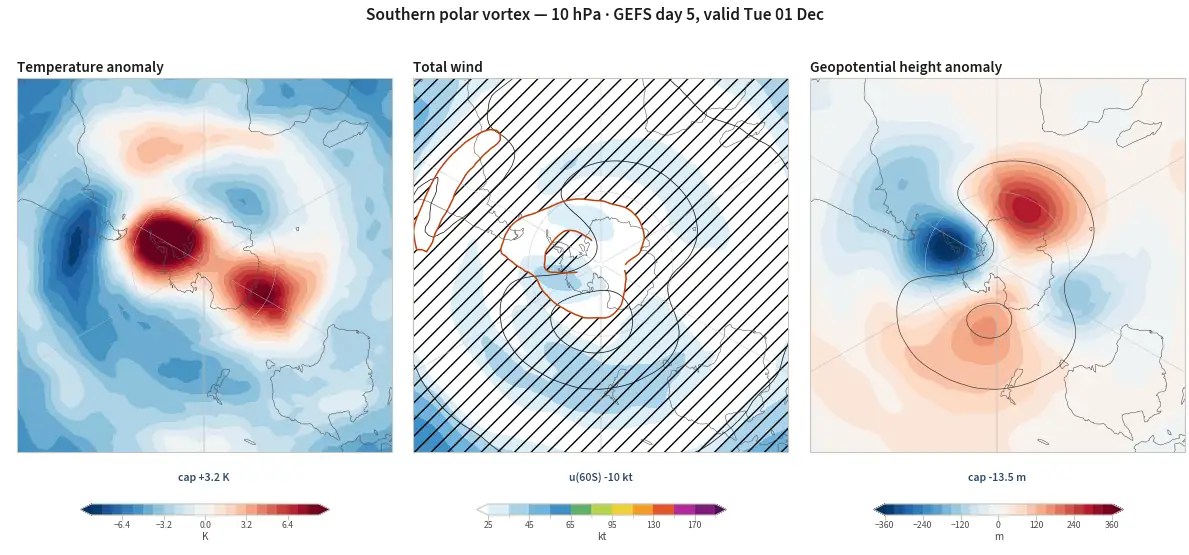 Southern polar vortex — 10 hPa · GEFS day 5, valid Tue 01 Dec
Temperature anomaly
Total wind
Geopotential height anomaly
cap +3.2 K
u(60S) -10 kt
cap -13.5 m
−6.4 −3.2 0.0 3.2 6.4
K
25 45 65 95 130 170
kt
−360 −240 −120 0 120 240 360
m